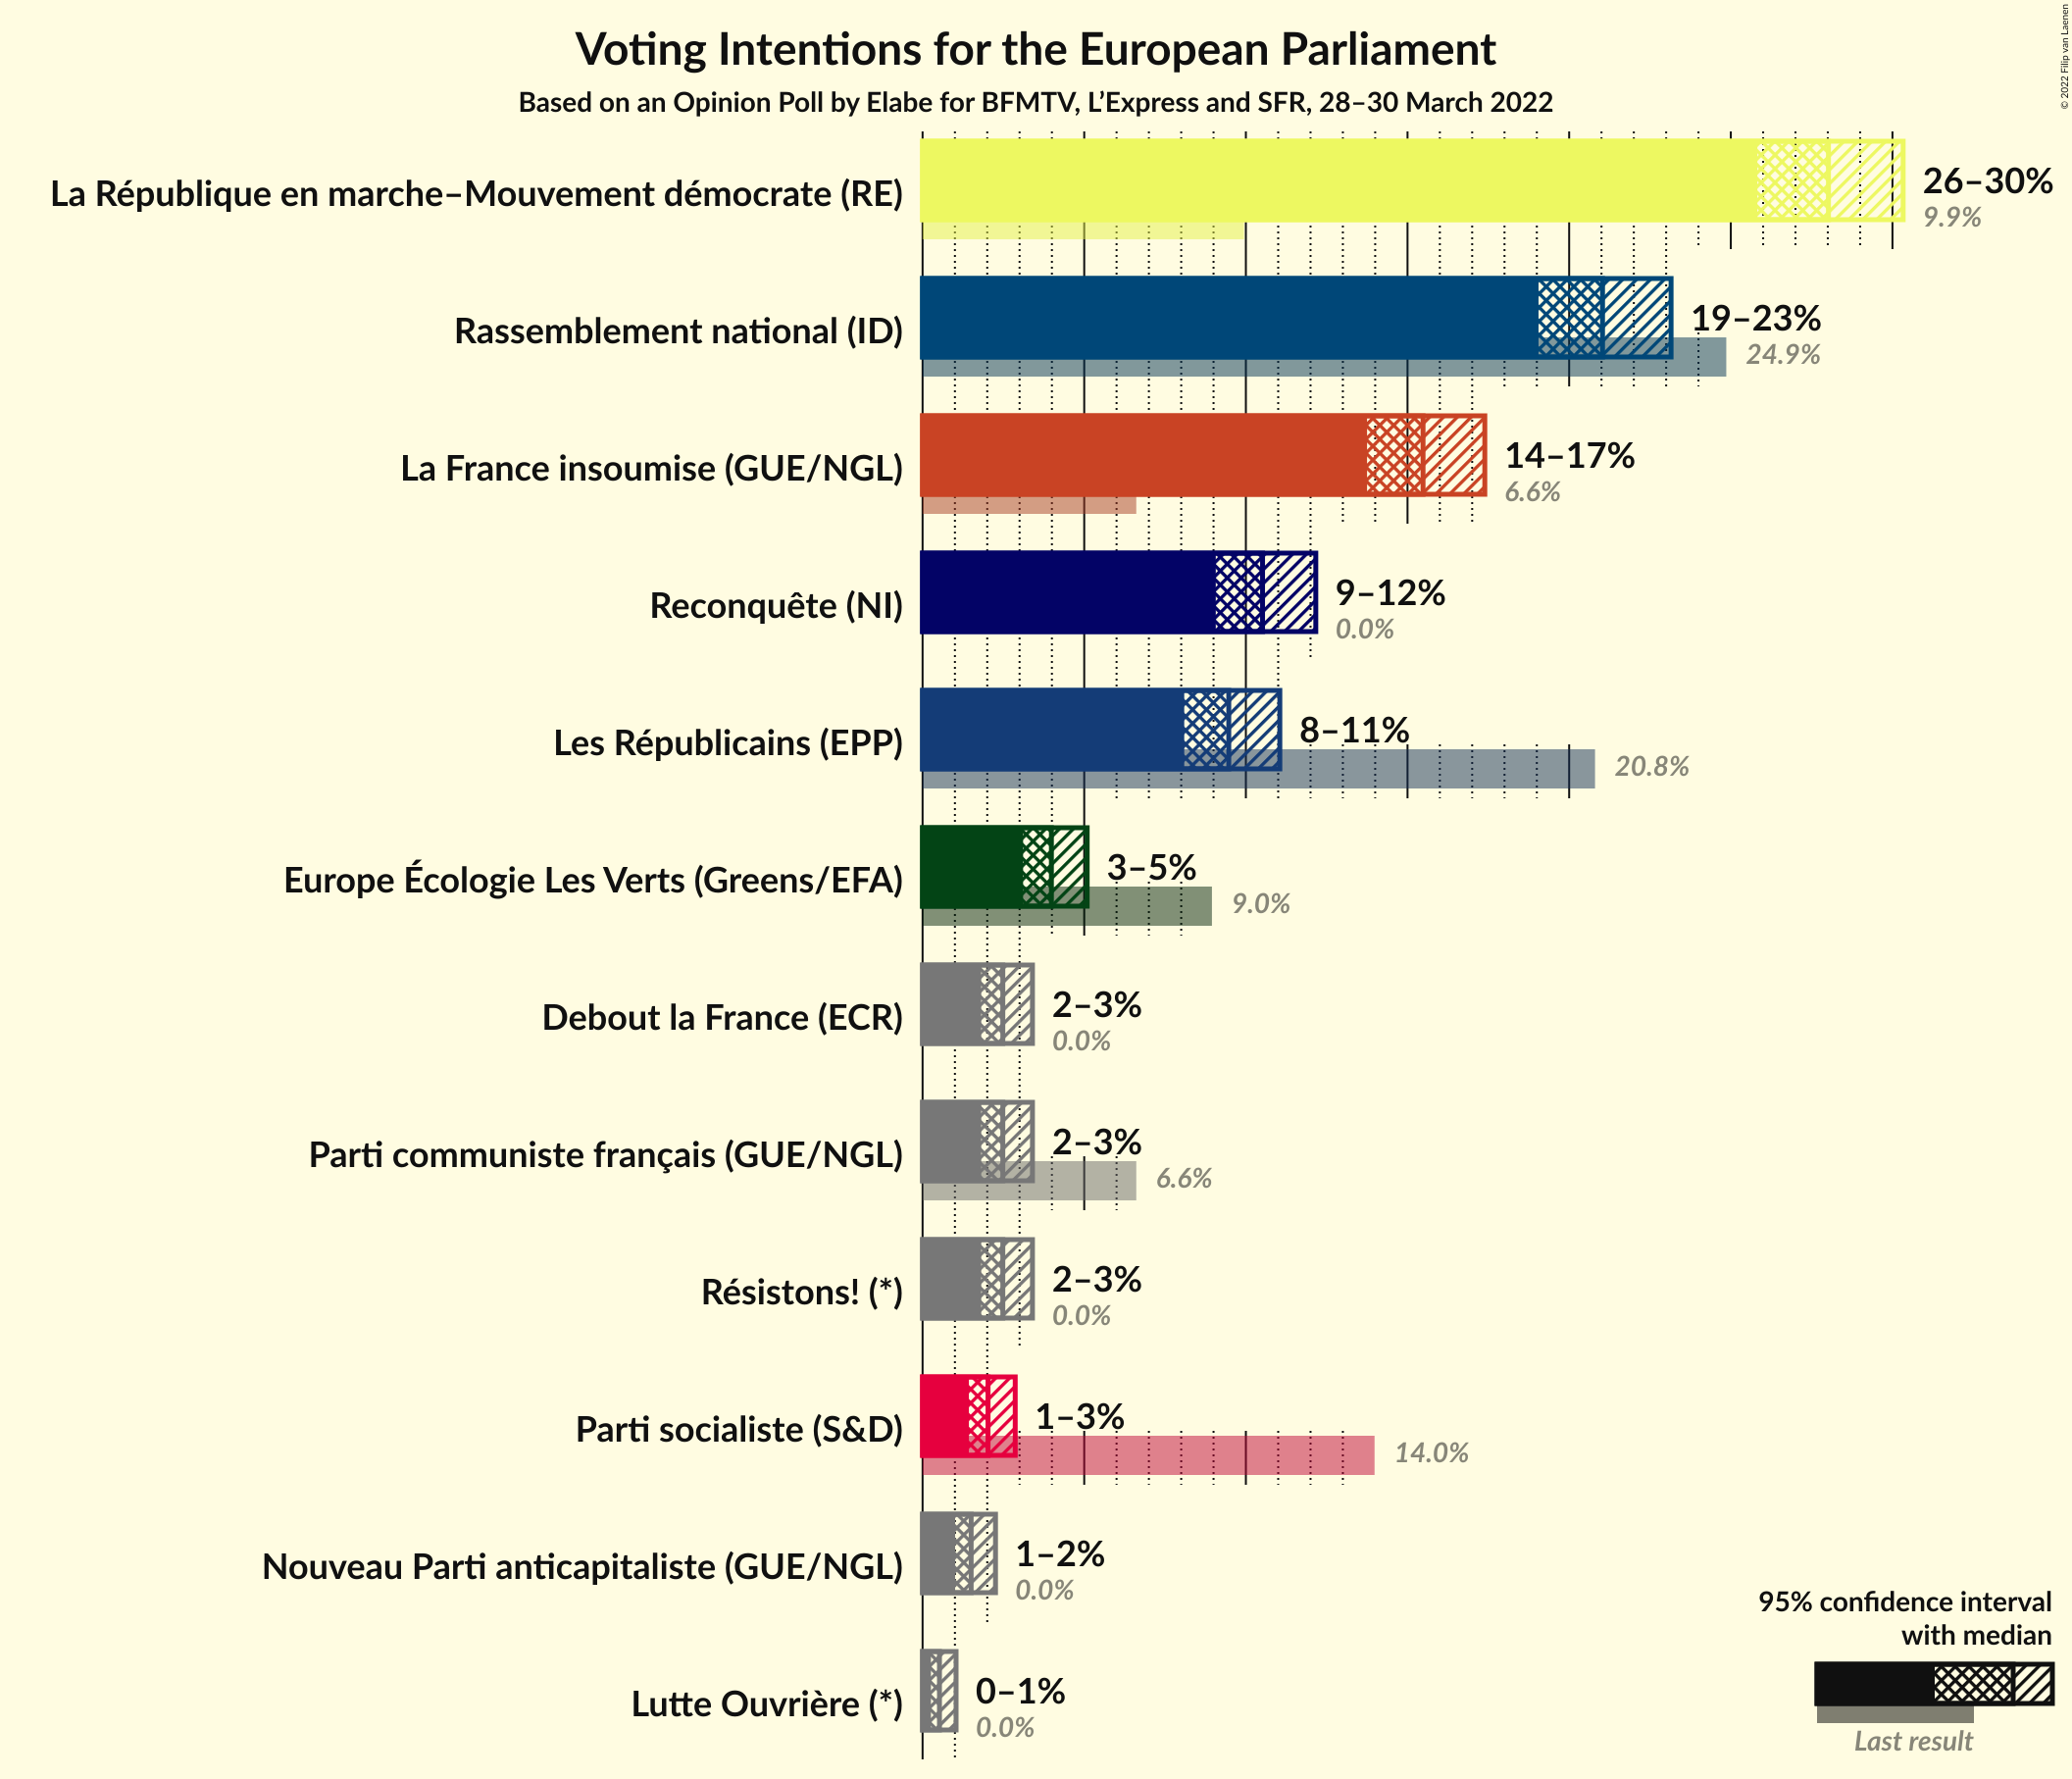 Voting Intentions for the European Parliament
Based on an Opinion Poll by Elabe for BFMTV, L’Express and SFR, 28–30 March 2022
© 2022 Filip van Laenen
La République en marche–Mouvement démocrate (RE)
26–30%
9.9%
Rassemblement national (ID)
19–23%
24.9%
La France insoumise (GUE/NGL)
14–17%
6.6%
Reconquête (NI)
9–12%
0.0%
Les Républicains (EPP)
8–11%
20.8%
Europe Écologie Les Verts (Greens/EFA)
3–5%
9.0%
Debout la France (ECR)
2–3%
0.0%
Parti communiste français (GUE/NGL)
2–3%
6.6%
Résistons! (*)
2–3%
0.0%
Parti socialiste (S&D)
1–3%
14.0%
Nouveau Parti anticapitaliste (GUE/NGL)
1–2%
0.0%
Lutte Ouvrière (*)
0–1%
0.0%
95% confidence interval
with median
Last result